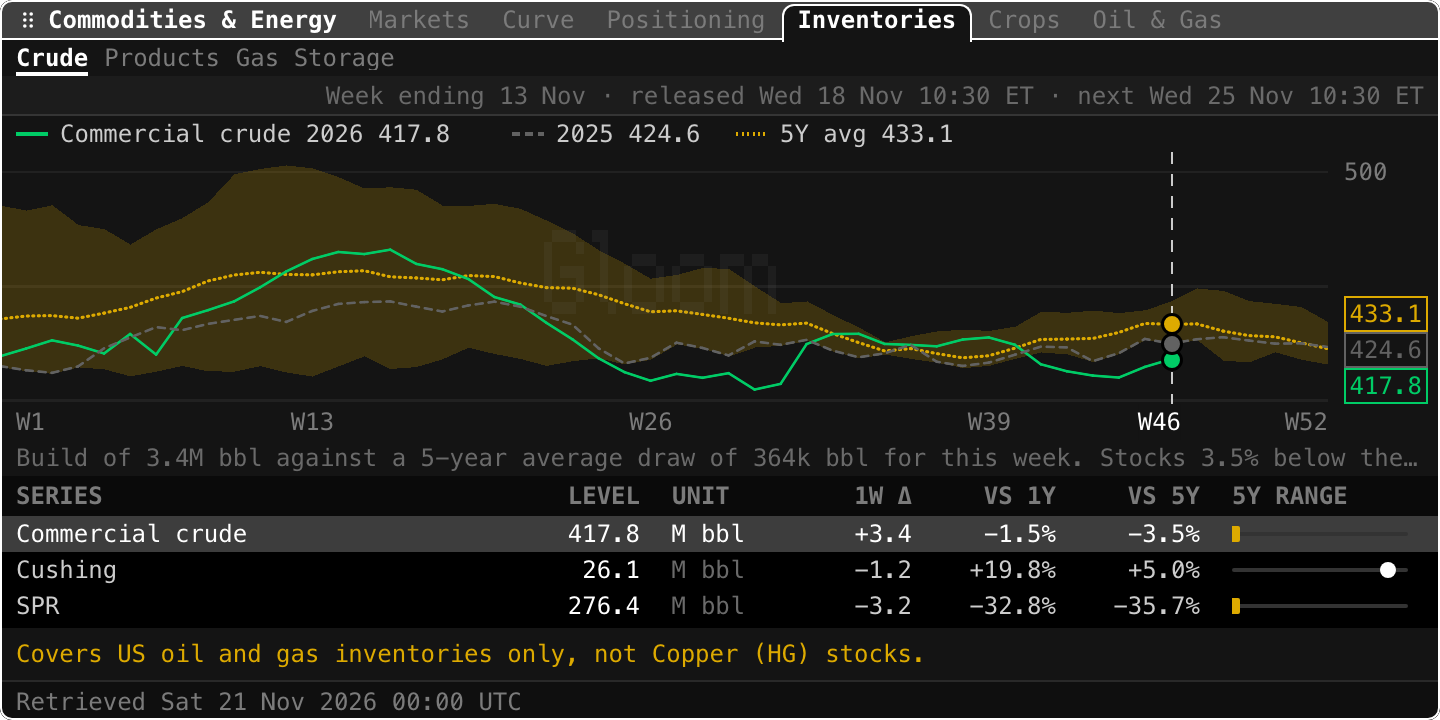 Commodities & Energy Markets Curve Positioning Inventories Crops Oil & Gas
Crude Products Gas Storage
Week ending 13 Nov · released Wed 18 Nov 10:30 ET · next Wed 25 Nov 10:30 ET
Commercial crude 2026 417.8 2025 424.6 5Y avg 433.1
500
Gloom
433.1
424.6
417.8
W1 W13 W26 W39 W46 W52
Build of 3.4M bbl against a 5-year average draw of 364k bbl for this week. Stocks 3.5% below the…
SERIES LEVEL UNIT 1W Δ VS 1Y VS 5Y 5Y RANGE
Commercial crude 417.8 M bbl +3.4 −1.5% −3.5%
Cushing 26.1 M bbl −1.2 +19.8% +5.0%
SPR 276.4 M bbl −3.2 −32.8% −35.7%
Covers US oil and gas inventories only, not Copper (HG) stocks.
Retrieved Sat 21 Nov 2026 00:00 UTC